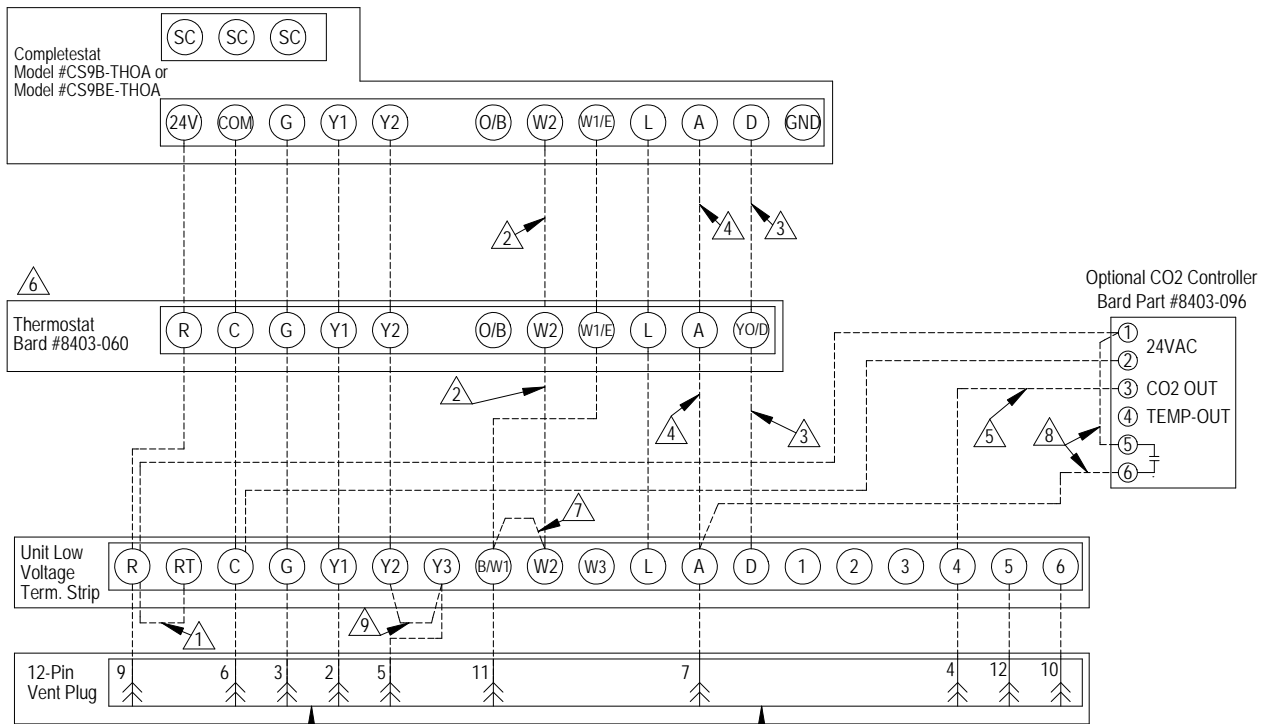 SC SC SC
Completestat
Model #CS9B-THOA or
Model #CS9BE-THOA
24V COM G Y1 Y2 O/B W2 W1/E L A D GND
2 4 3
6
Optional CO2 Controller
Bard Part #8403-096
Thermostat
Bard #8403-060
R C G Y1 Y2 O/B W2 W1/E L A YO/D
1
24VAC
2
3 CO2 OUT
4 TEMP-OUT
5
6
2 4 3 5 8
7
Unit Low
Voltage
Term. Strip
R RT C G Y1 Y2 Y3 B/W1 W2 W3 L A D 1 2 3 4 5 6
1 9
12-Pin
Vent Plug
9 6 3 2 5 11 7 4 12 10